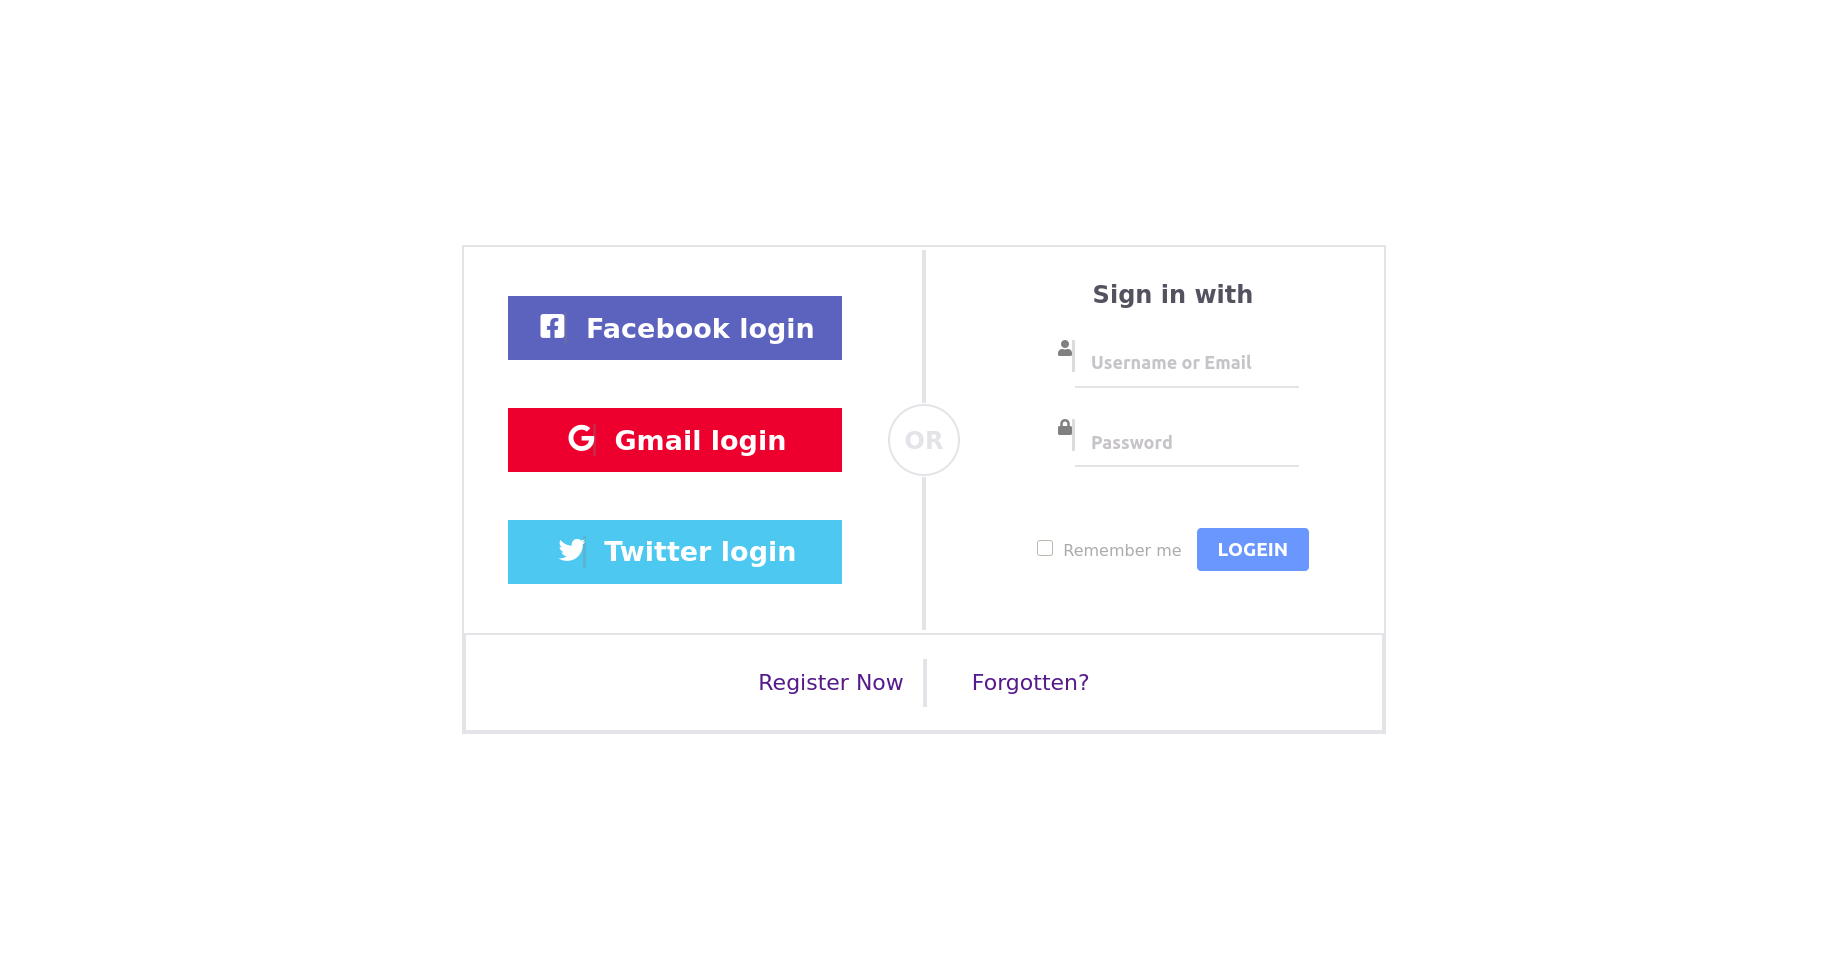 Facebook login
Gmail login
Twitter login
OR
Sign in with
Username or Email
Password
Remember me
LOGEIN
Register Now
Forgotten?